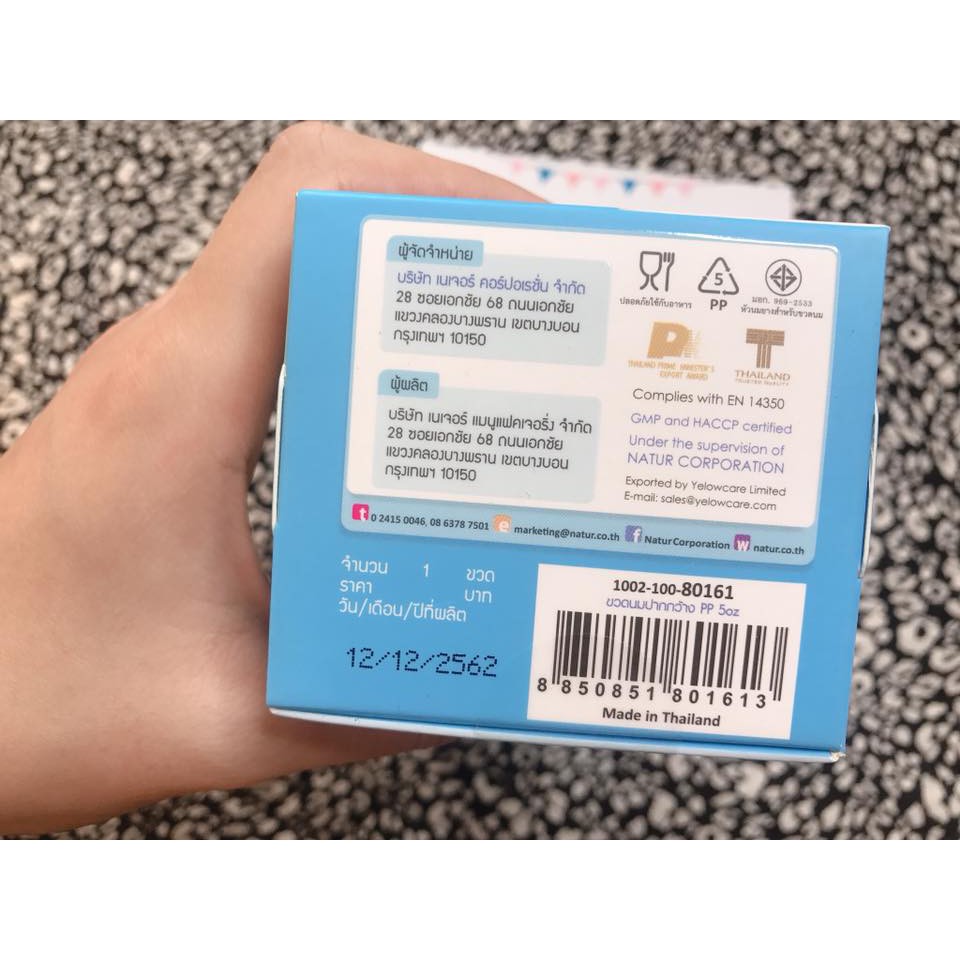 ผู้จัดจำหน่าย
บริษัท เนเจอร์ คอร์ปอเรชั่น จำกัด
28 ซอยเอกชัย 68 ถนนเอกชัย
แขวงคลองบางพราน เขตบางบอน
กรุงเทพฯ 10150
ผู้ผลิต
บริษัท เนเจอร์ แมนูแฟคเจอริ่ง จำกัด
28 ซอยเอกชัย 68 ถนนเอกชัย
แขวงคลองบางพราน เขตบางบอน
กรุงเทพฯ 10150
ปลอดภัยใช้กับอาหาร
5
PP
มอก. 969-2533
หัวนมยางสำหรับขวดนม
THAILAND PRIME MINISTER'S
EXPORT AWARD
THAILAND
TRUSTED QUALITY
Complies with EN 14350
GMP and HACCP certified
Under the supervision of
NATUR CORPORATION
Exported by Yelowcare Limited
E-mail: sales@yelowcare.com
t 0 2415 0046, 08 6378 7501 e marketing@natur.co.th f NaturCorporation w natur.co.th
จำนวน 1 ขวด
ราคา บาท
วัน/เดือน/ปีที่ผลิต
12/12/2562
1002-100-80161
ขวดนมปากกว้าง PP 5oz
8 850851 801613
Made in Thailand